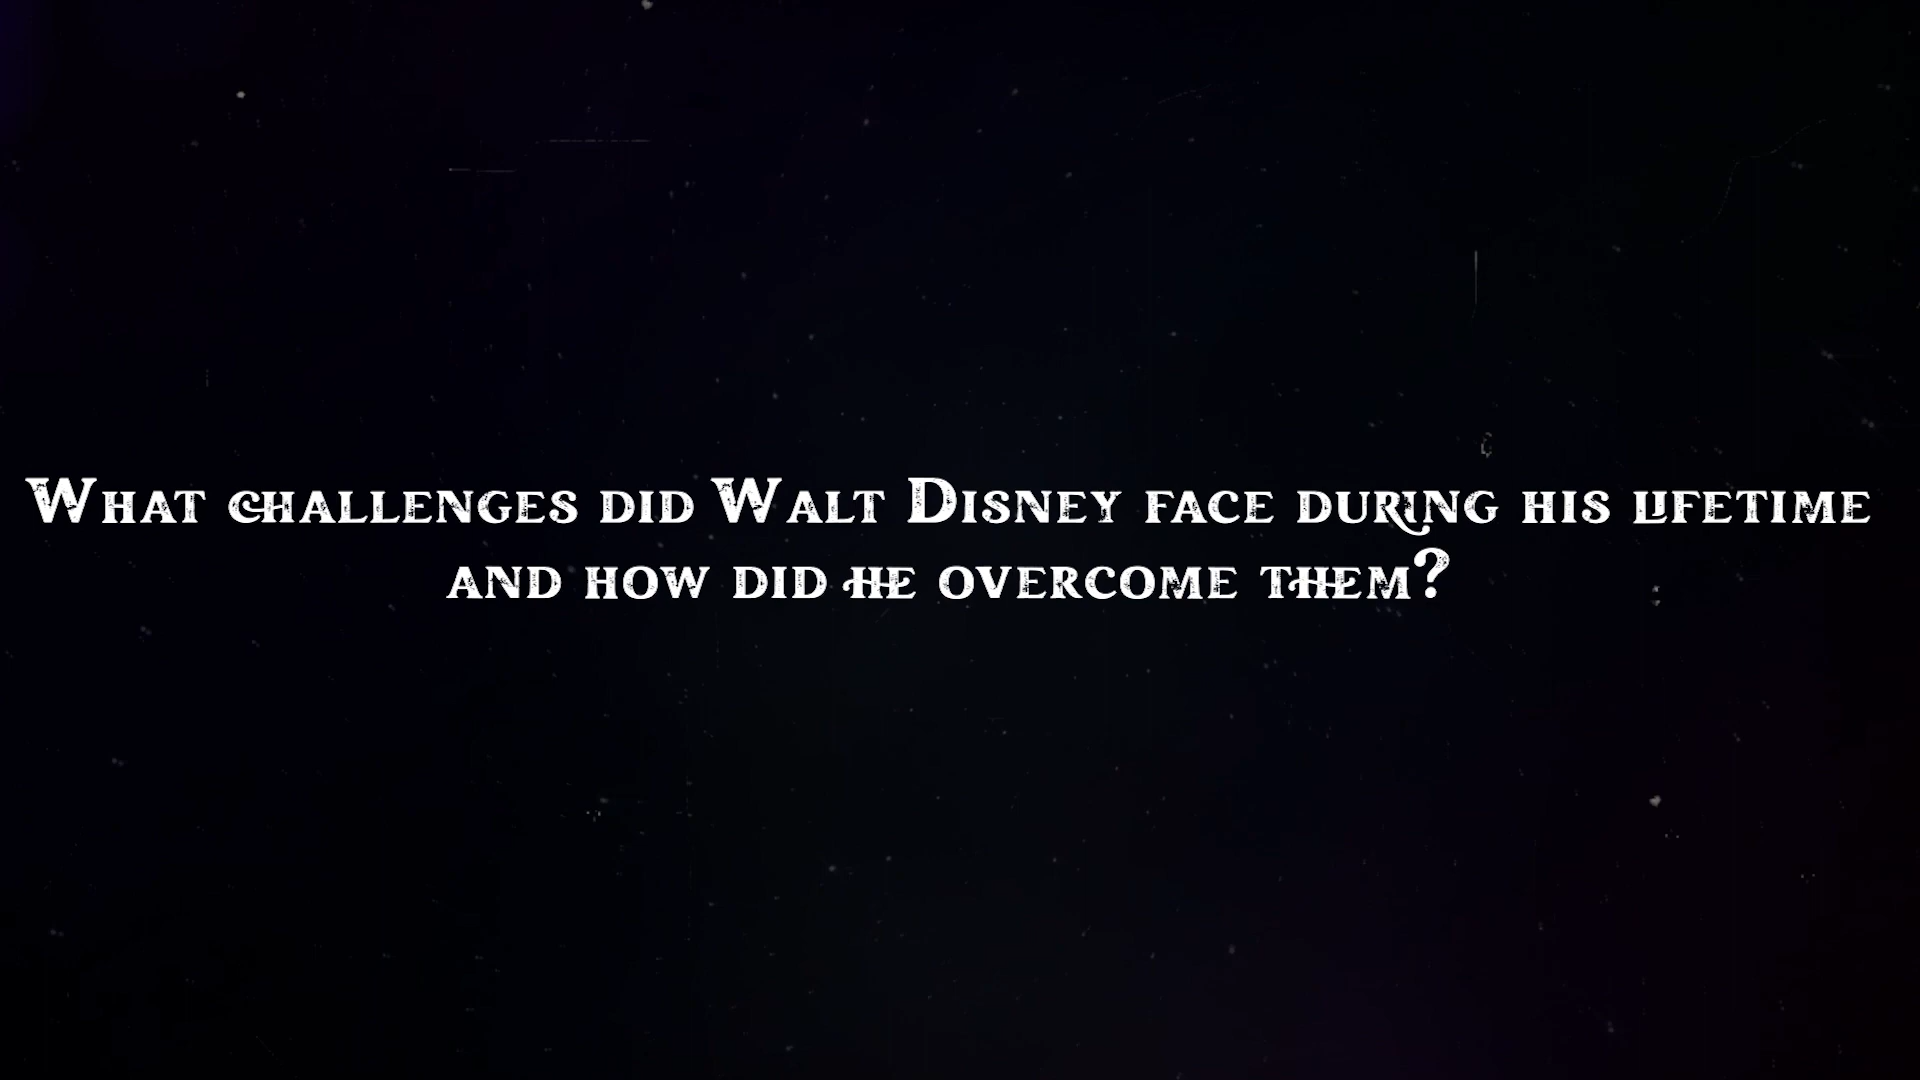 What challenges did Walt Disney face during his lifetime
and how did he overcome them?